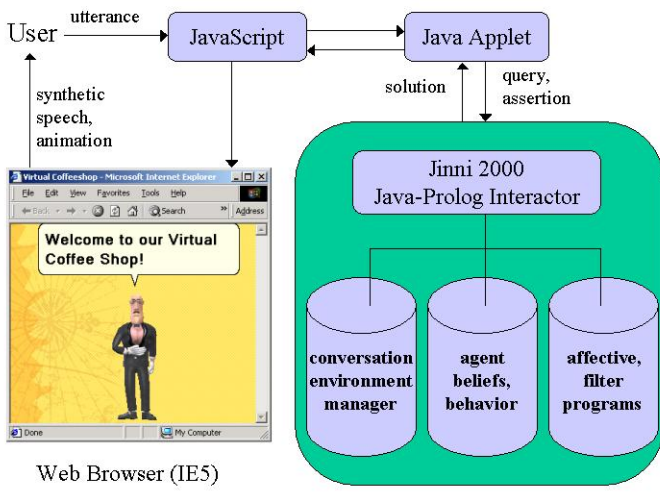 User
utterance
JavaScript
Java Applet
synthetic
speech,
animation
solution
query,
assertion
Virtual Coffeeshop - Microsoft Internet Explorer
File Edit View Favorites Tools Help
Back Search » Address
Welcome to our Virtual
Coffee Shop!
Done My Computer
Web Browser (IE5)
Jinni 2000
Java-Prolog Interactor
conversation
environment
manager
agent
beliefs,
behavior
affective,
filter
programs